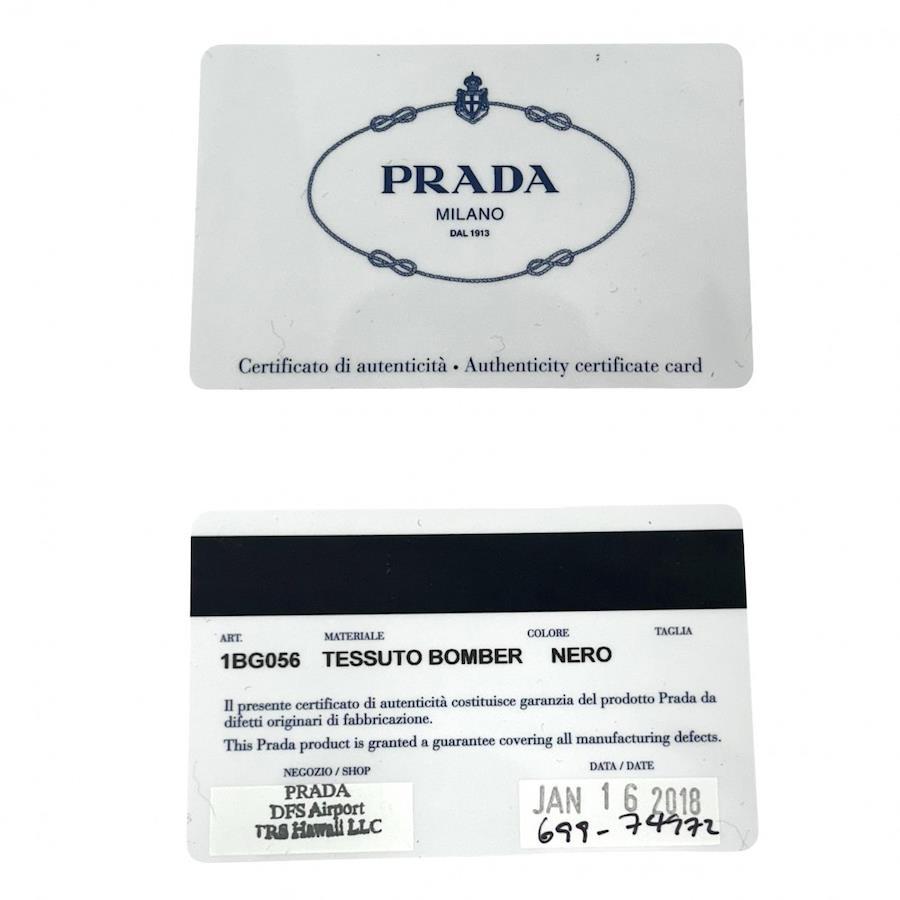 PRADA
MILANO
DAL 1913
Certificato di autenticità • Authenticity certificate card
ART. MATERIALE COLORE TAGLIA
1BG056 TESSUTO BOMBER NERO
Il presente certificato di autenticità costituisce garanzia del prodotto Prada da
difetti originari di fabbricazione.
This Prada product is granted a guarantee covering all manufacturing defects.
NEGOZIO / SHOP DATA / DATE
PRADA
DFS Airport
TRS Hawaii LLC
JAN 16 2018
699-74972